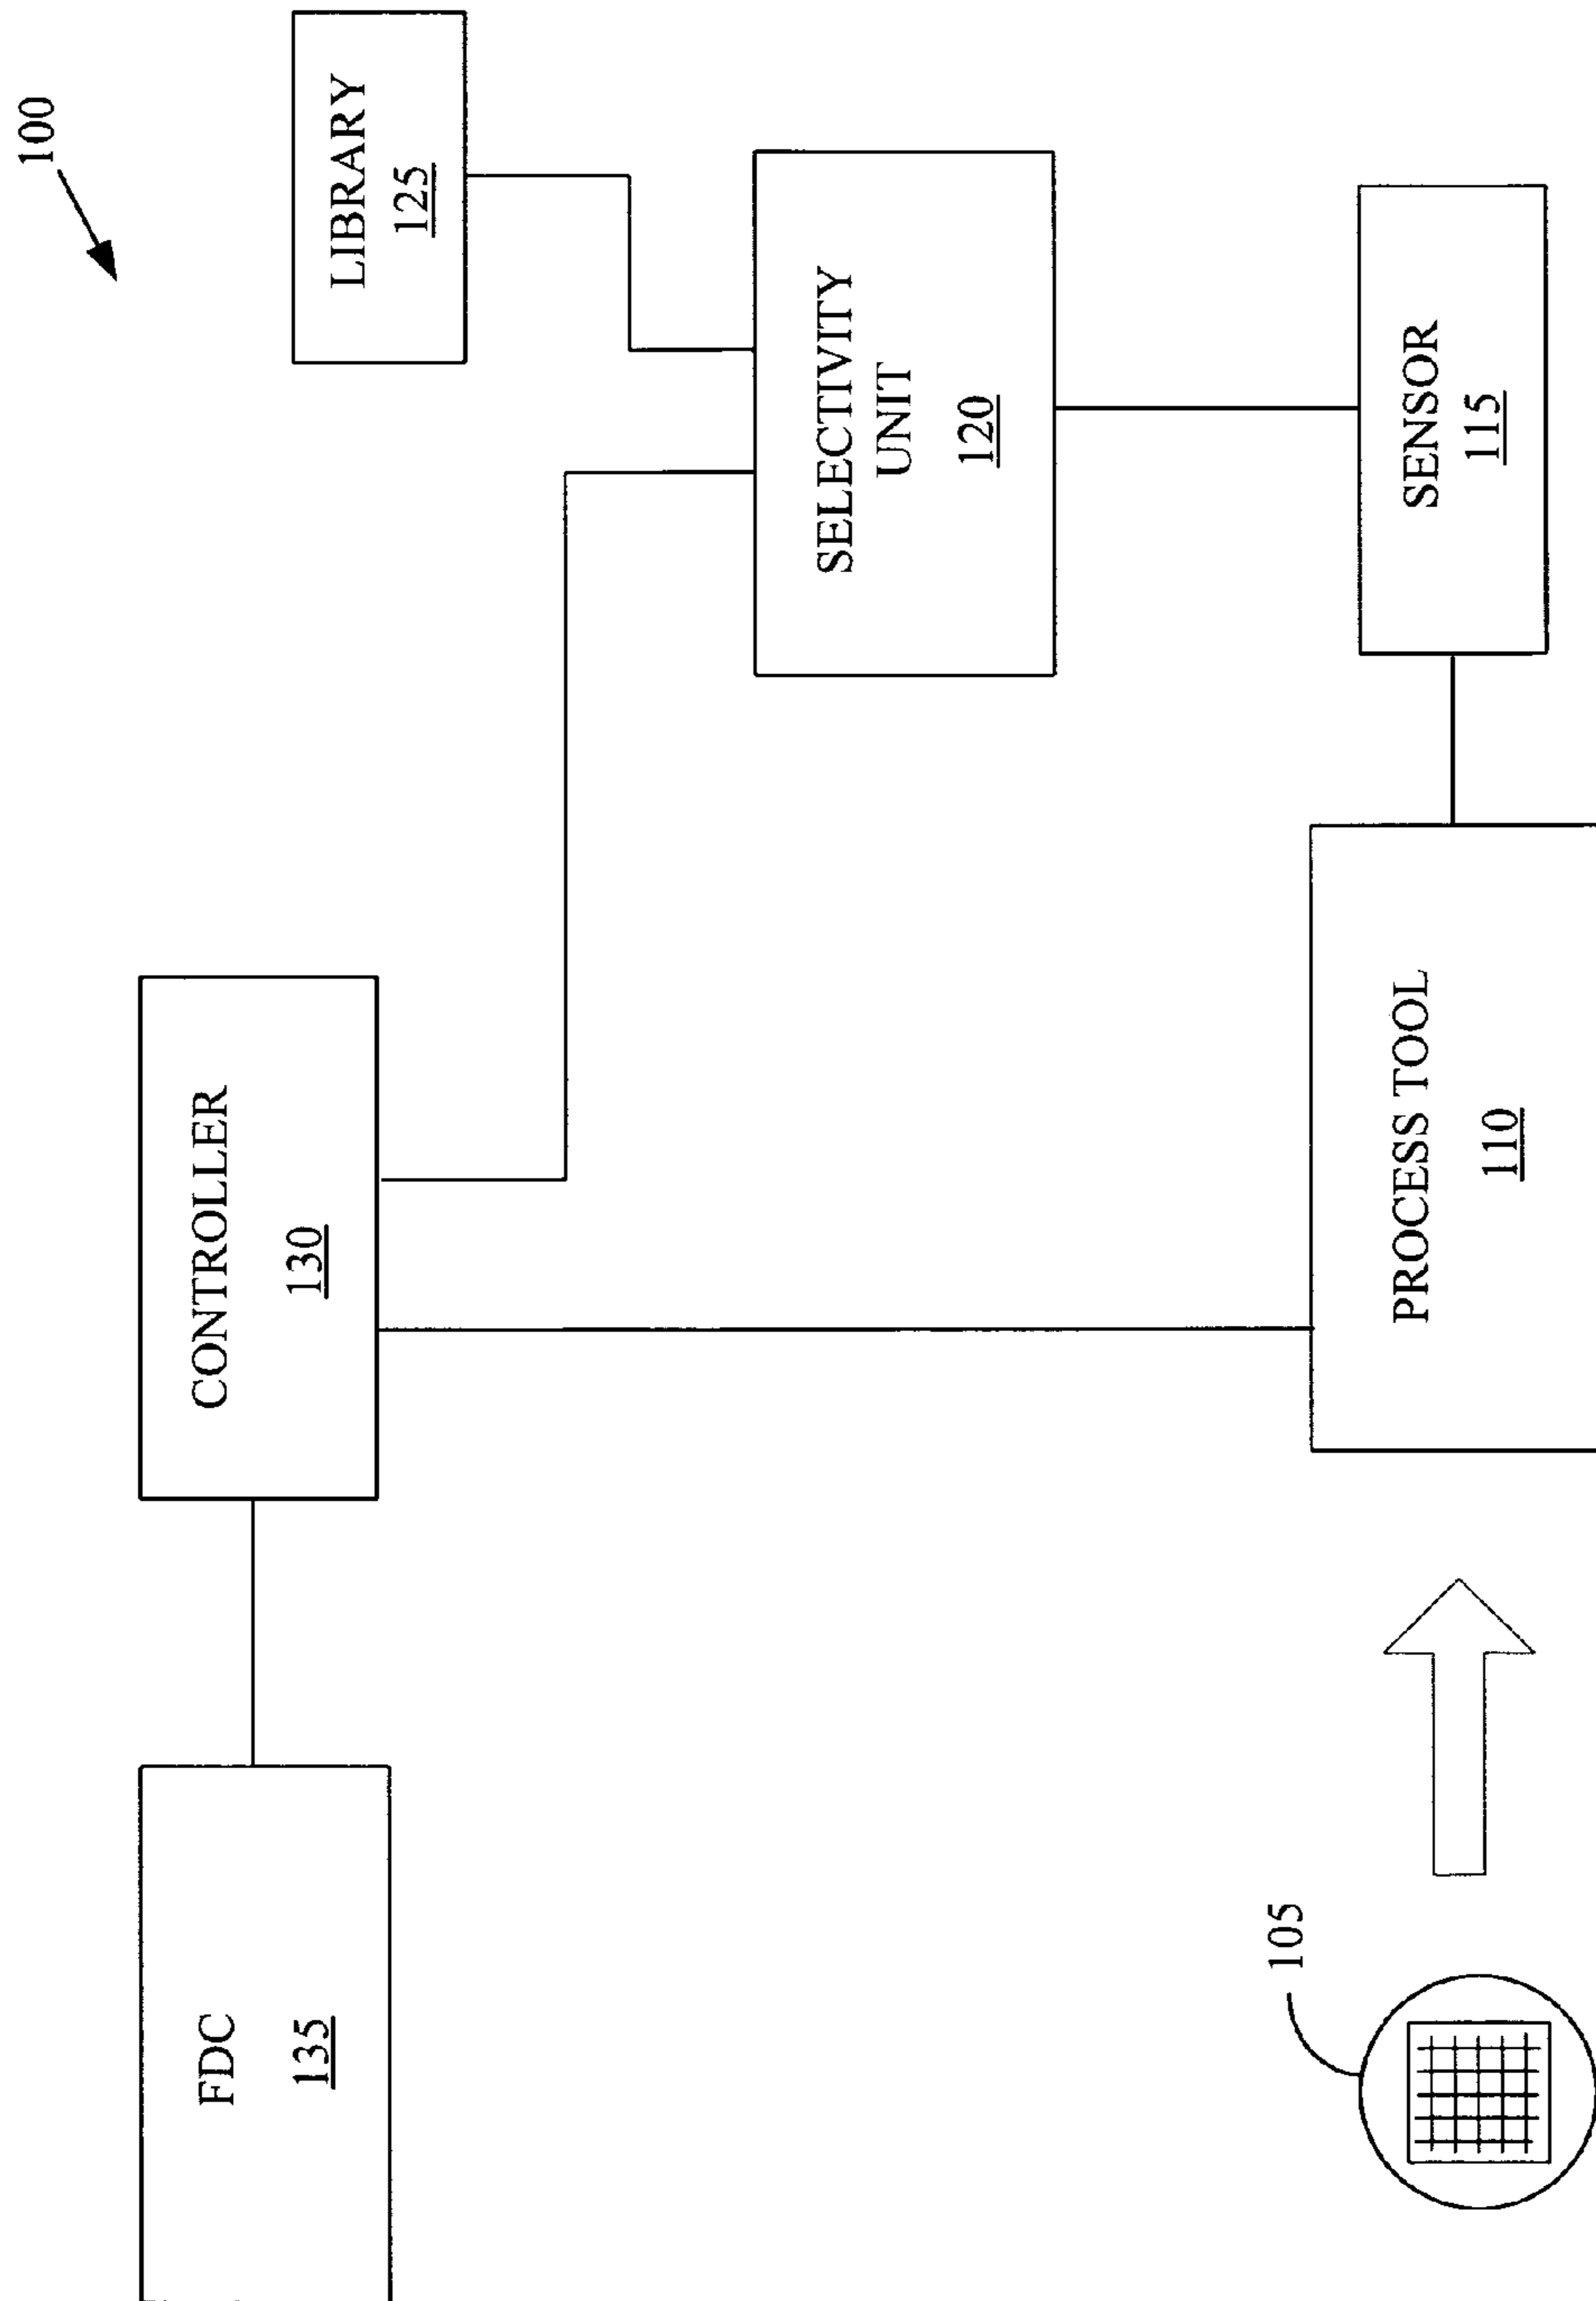 100
LIBRARY
125
FDC
135
CONTROLLER
130
SELECTIVITY
UNIT
120
105
PROCESS TOOL
110
SENSOR
115